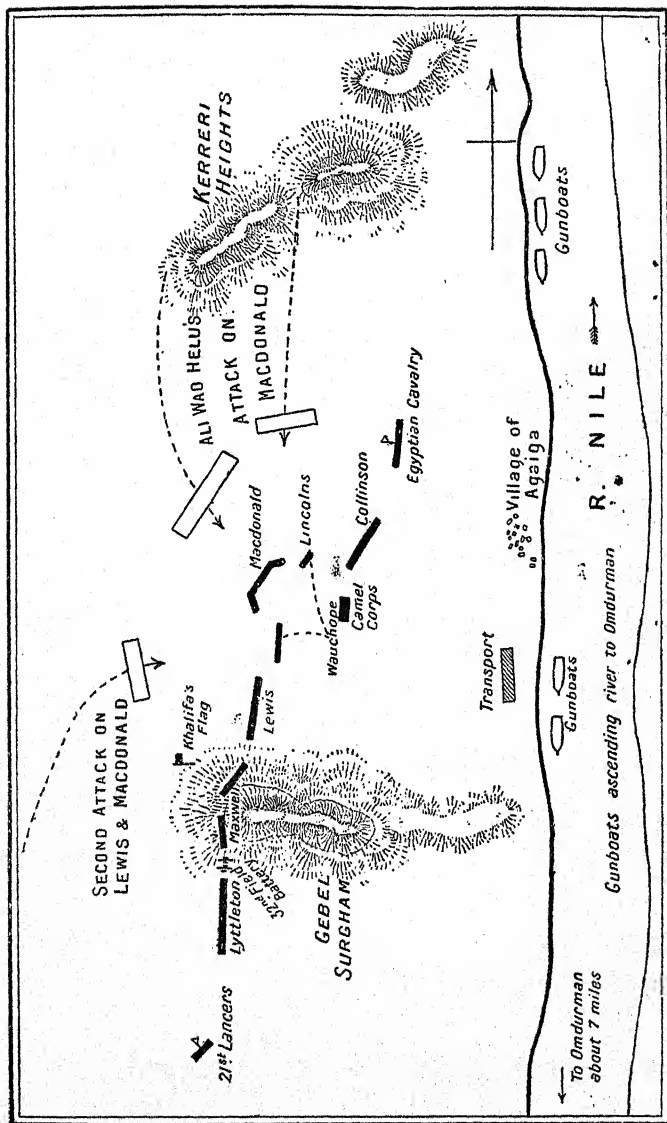 KERRERI
HEIGHTS
ALI WAD HELU'S
ATTACK ON
MACDONALD
SECOND ATTACK ON
LEWIS & MACDONALD
Khalifa's
Flag
Macdonald
Lincolns
Collinson
Egyptian Cavalry
Wauchope
Camel
Corps
Lewis
Maxwell
32nd Field
Battery
Lyttleton
21st Lancers
GEBEL
SURGHAM
Transport
Village of
Agaiga
Gunboats
Gunboats
R. NILE
Gunboats ascending river to Omdurman
To Omdurman
about 7 miles